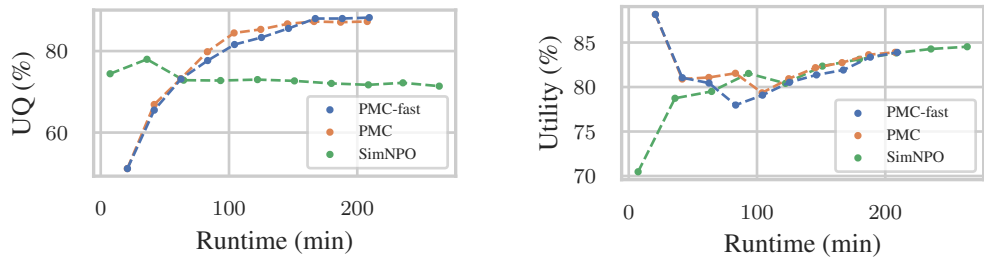 UQ (%)
80
60
PMC-fast
PMC
SimNPO
0
100
200
Runtime (min)
Utility (%)
85
80
75
70
PMC-fast
PMC
SimNPO
0
100
200
Runtime (min)